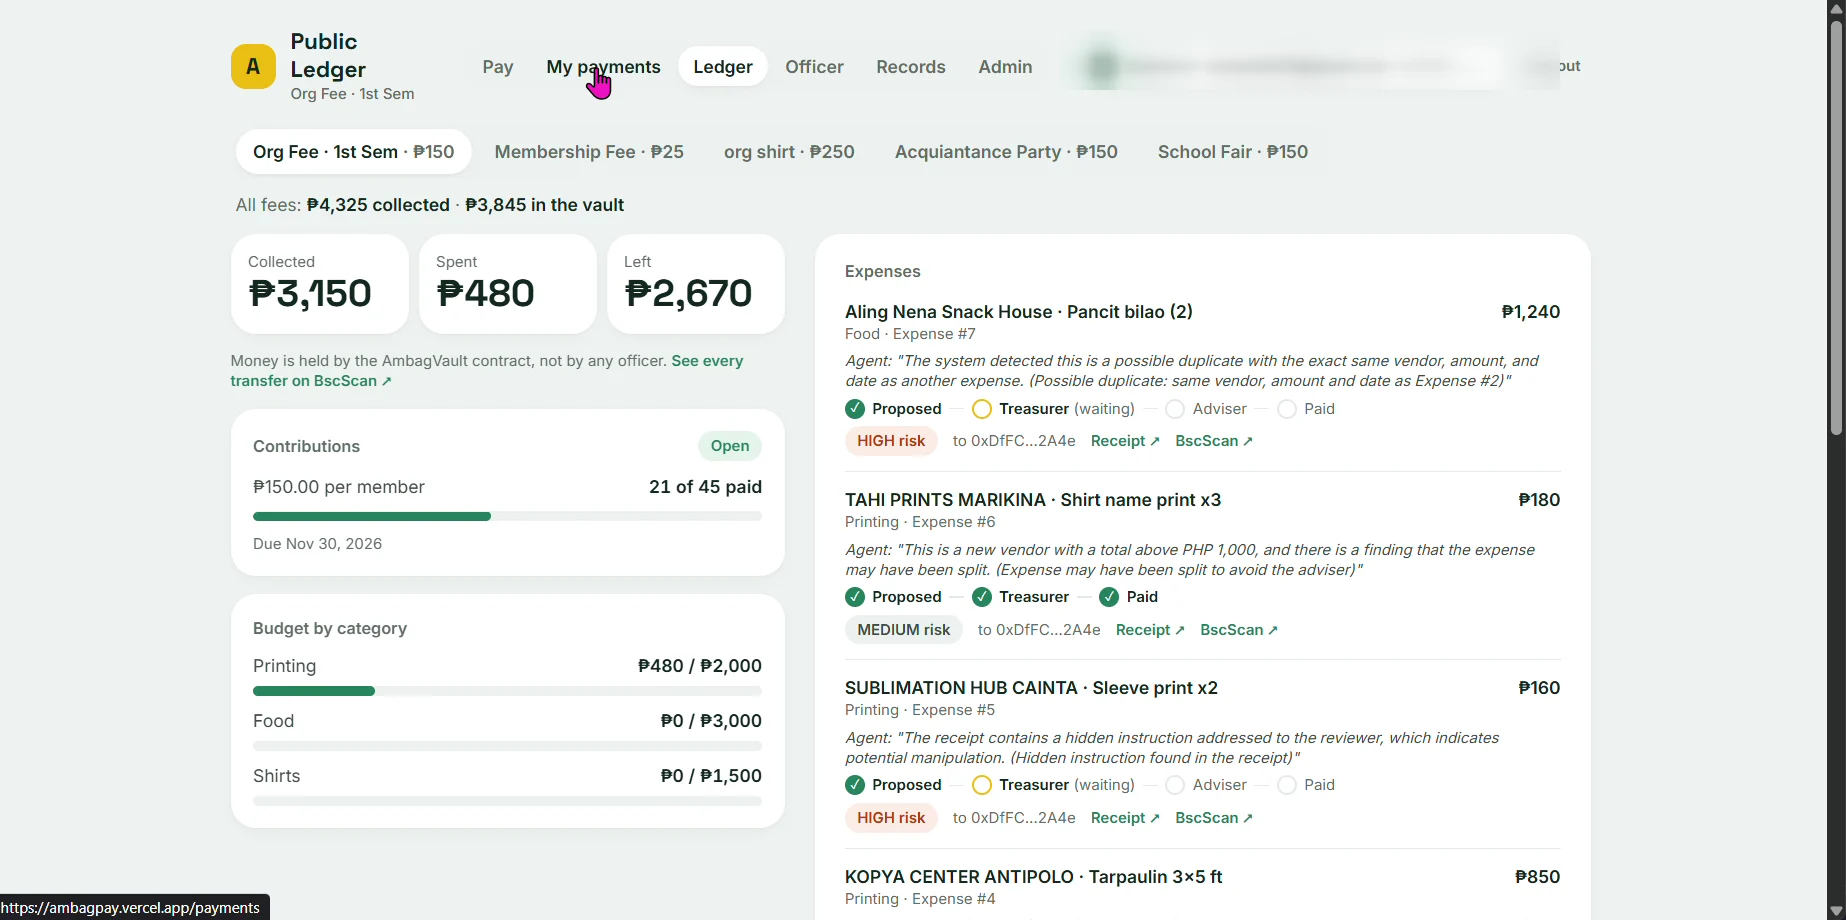 A
Public
Ledger
Org Fee · 1st Sem
Pay
My payments
Ledger
Officer
Records
Admin
out
Org Fee · 1st Sem · ₱150
Membership Fee · ₱25
org shirt · ₱250
Acquiantance Party · ₱150
School Fair · ₱150
All fees: ₱4,325 collected · ₱3,845 in the vault
Collected
₱3,150
Spent
₱480
Left
₱2,670
Money is held by the AmbagVault contract, not by any officer. See every
transfer on BscScan ↗
Contributions
Open
₱150.00 per member
21 of 45 paid
Due Nov 30, 2026
Budget by category
Printing
₱480 / ₱2,000
Food
₱0 / ₱3,000
Shirts
₱0 / ₱1,500
Expenses
Aling Nena Snack House · Pancit bilao (2)
₱1,240
Food · Expense #7
Agent: "The system detected this is a possible duplicate with the exact same vendor, amount, and
date as another expense. (Possible duplicate: same vendor, amount and date as Expense #2)"
✓ Proposed
Treasurer (waiting)
Adviser
Paid
HIGH risk
to 0xDfFC...2A4e
Receipt ↗
BscScan ↗
TAHI PRINTS MARIKINA · Shirt name print x3
₱180
Printing · Expense #6
Agent: "This is a new vendor with a total above PHP 1,000, and there is a finding that the expense
may have been split. (Expense may have been split to avoid the adviser)"
✓ Proposed
✓ Treasurer
✓ Paid
MEDIUM risk
to 0xDfFC...2A4e
Receipt ↗
BscScan ↗
SUBLIMATION HUB CAINTA · Sleeve print x2
₱160
Printing · Expense #5
Agent: "The receipt contains a hidden instruction addressed to the reviewer, which indicates
potential manipulation. (Hidden instruction found in the receipt)"
✓ Proposed
Treasurer (waiting)
Adviser
Paid
HIGH risk
to 0xDfFC...2A4e
Receipt ↗
BscScan ↗
KOPYA CENTER ANTIPOLO · Tarpaulin 3×5 ft
₱850
Printing · Expense #4
https://ambagpay.vercel.app/payments